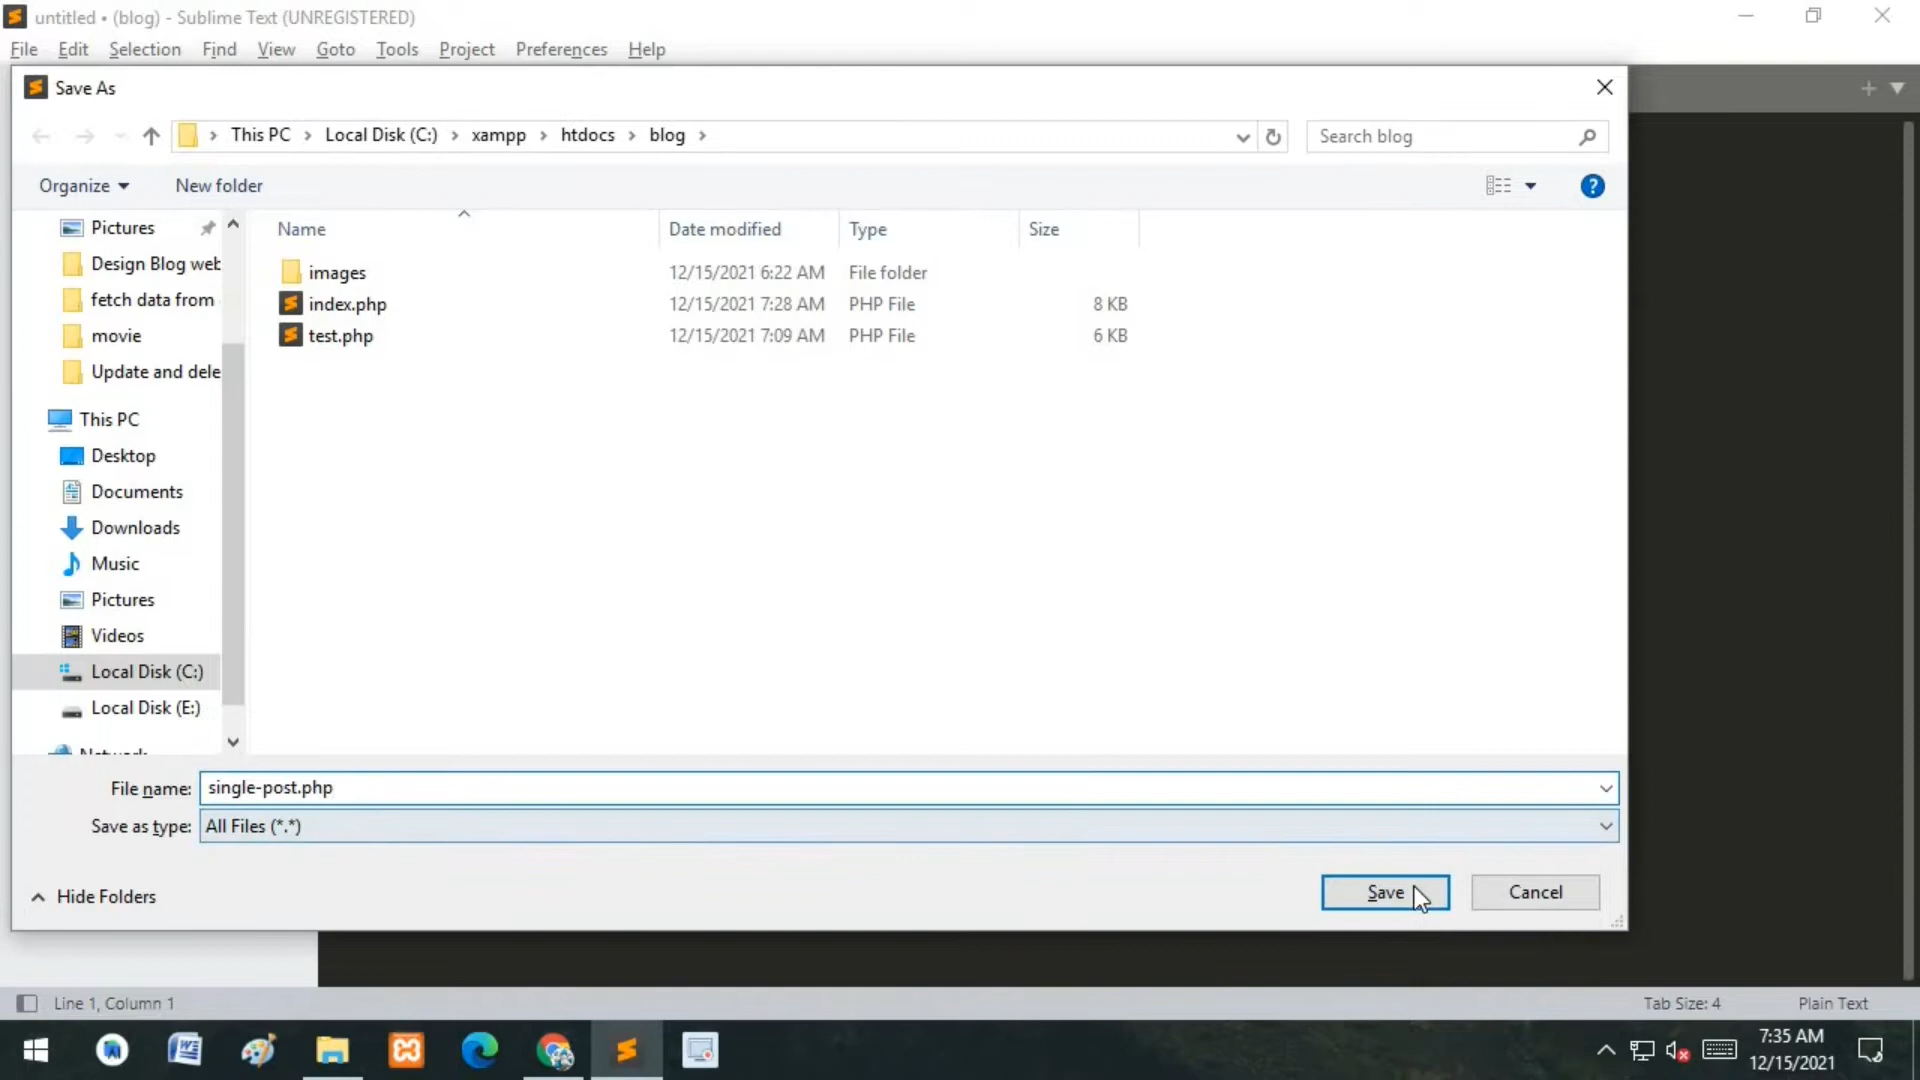 untitled • (blog) - Sublime Text (UNREGISTERED)
File Edit Selection Find View Goto Tools Project Preferences Help
Save As
This PC > Local Disk (C:) > xampp > htdocs > blog >
Search blog
Organize
New folder
Name
Date modified
Type
Size
Pictures
Design Blog web
fetch data from
movie
Update and dele
This PC
Desktop
Documents
Downloads
Music
Pictures
Videos
Local Disk (C:)
Local Disk (E:)
Network
images 12/15/2021 6:22 AM File folder
index.php 12/15/2021 7:28 AM PHP File 8 KB
test.php 12/15/2021 7:09 AM PHP File 6 KB
File name: single-post.php
Save as type: All Files (*.*)
Hide Folders
Save
Cancel
Line 1, Column 1
Tab Size: 4
Plain Text
7:35 AM
12/15/2021